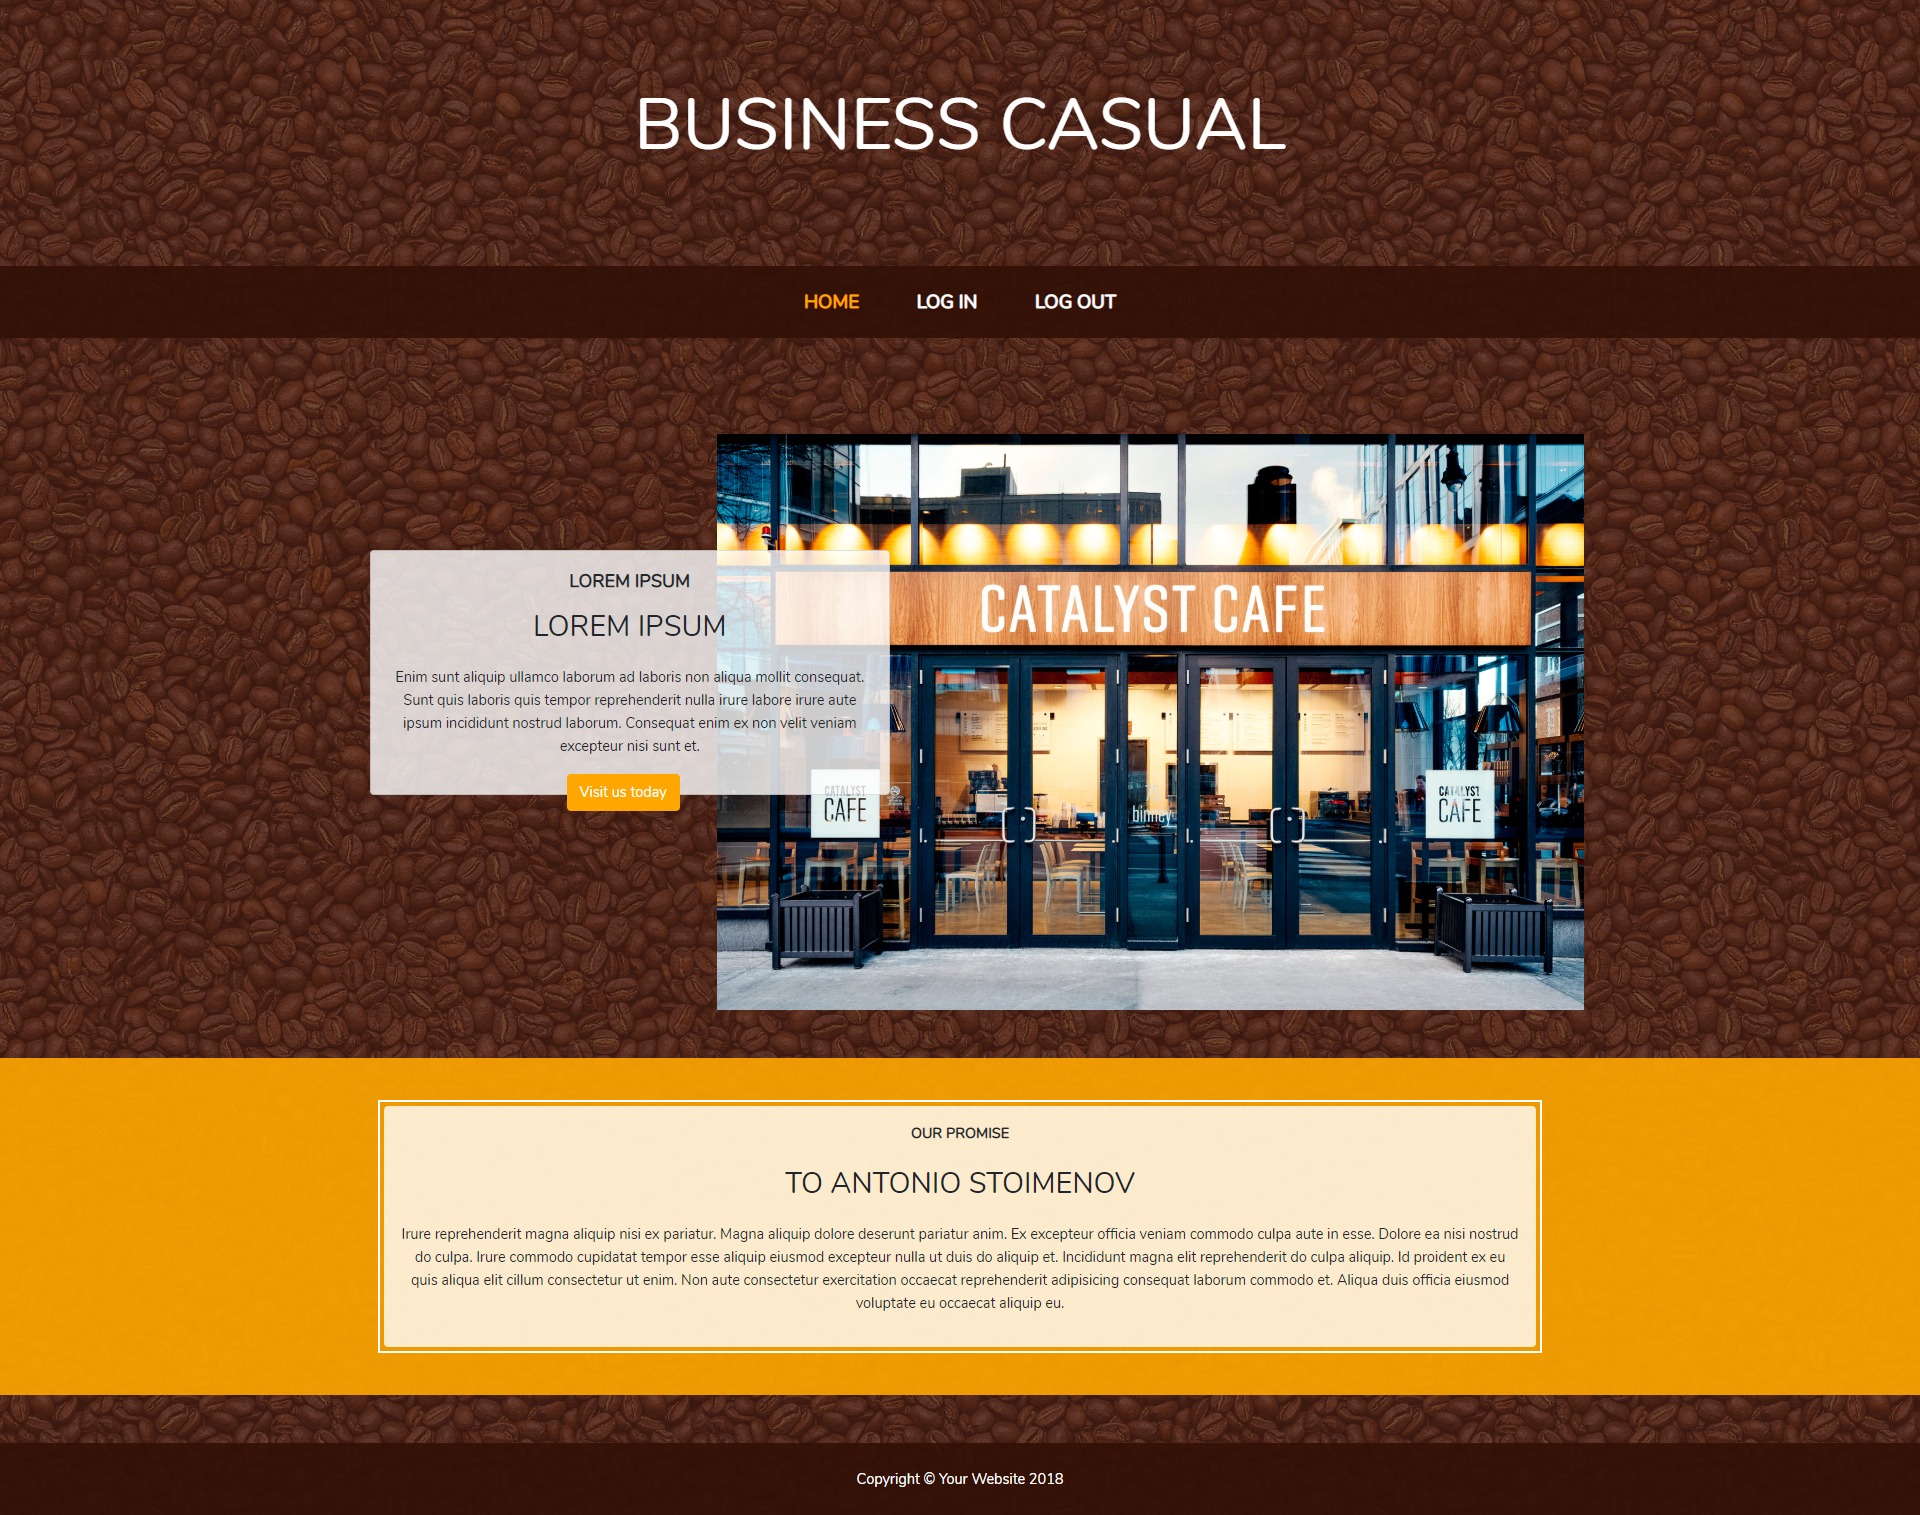 BUSINESS CASUAL
HOME LOG IN LOG OUT
CATALYST CAFE
LOREM IPSUM
LOREM IPSUM
Enim sunt aliquip ullamco laborum ad laboris non aliqua mollit consequat.
Sunt quis laboris quis tempor reprehenderit nulla irure labore irure aute
ipsum incididunt nostrud laborum. Consequat enim ex non velit veniam
excepteur nisi sunt et.
Visit us today
CATALYST
CAFE
binney
CATALYST
CAFE
OUR PROMISE
TO ANTONIO STOIMENOV
Irure reprehenderit magna aliquip nisi ex pariatur. Magna aliquip dolore deserunt pariatur anim. Ex excepteur officia veniam commodo culpa aute in esse. Dolore ea nisi nostrud
do culpa. Irure commodo cupidatat tempor esse aliquip eiusmod excepteur nulla ut duis do aliquip et. Incididunt magna elit reprehenderit do culpa aliquip. Id proident ex eu
quis aliqua elit cillum consectetur ut enim. Non aute consectetur exercitation occaecat reprehenderit adipisicing consequat laborum commodo et. Aliqua duis officia eiusmod
voluptate eu occaecat aliquip eu.
Copyright © Your Website 2018